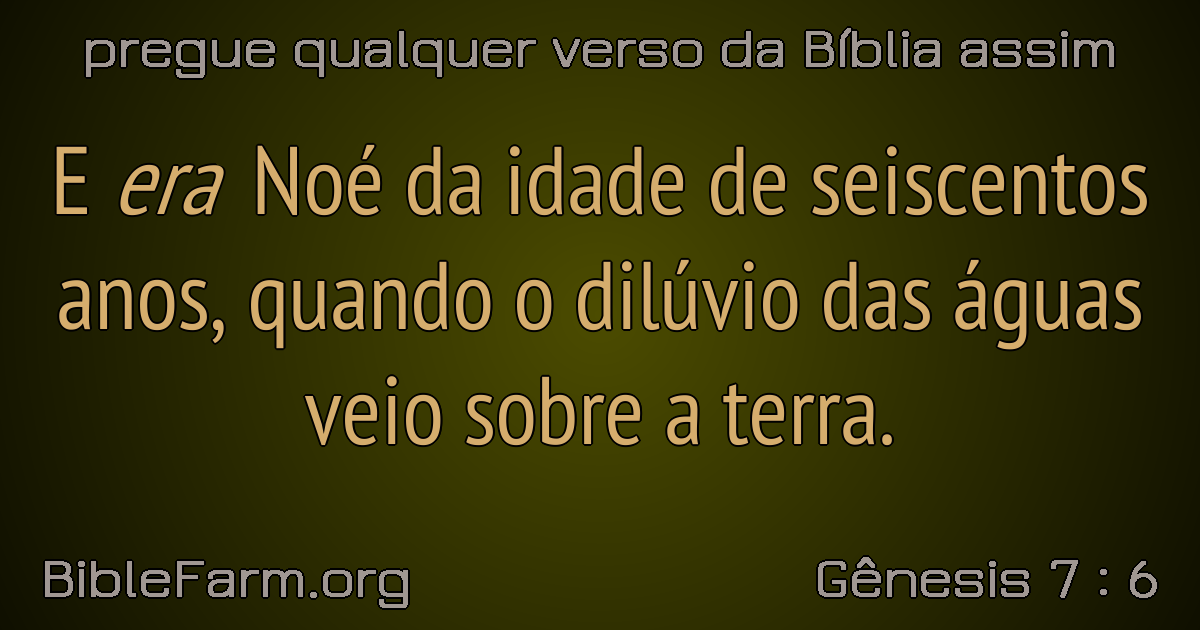 pregue qualquer verso da Bíblia assim
E era Noé da idade de seiscentos
anos, quando o dilúvio das águas
veio sobre a terra.
BibleFarm.org
Gênesis 7 : 6